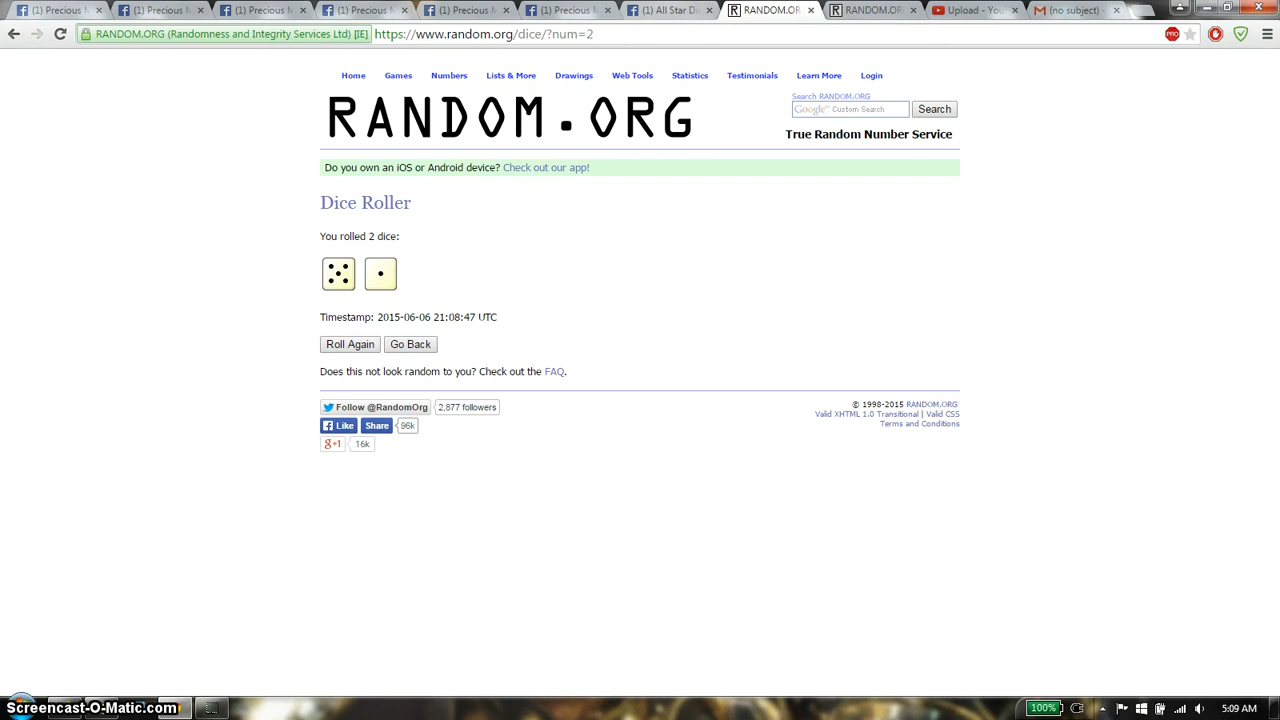 (1) Precious M
(1) Precious M
(1) Precious M
(1) Precious M
(1) Precious M
(1) Precious M
(1) All Star D
RANDOM.OR
RANDOM.OR
Upload - You
(no subject) -
RANDOM.ORG (Randomness and Integrity Services Ltd) [IE]
https://www.random.org/dice/?num=2
PRO
Home Games Numbers Lists & More Drawings Web Tools Statistics Testimonials Learn More Login
RANDOM.ORG
Search RANDOM.ORG
Google™ Custom Search
Search
True Random Number Service
Do you own an iOS or Android device? Check out our app!
Dice Roller
You rolled 2 dice:
Timestamp: 2015-06-06 21:08:47 UTC
Roll Again Go Back
Does this not look random to you? Check out the FAQ.
Follow @RandomOrg 2,877 followers
Like Share 96k
g+1 16k
© 1998-2015 RANDOM.ORG
Valid XHTML 1.0 Transitional | Valid CSS
Terms and Conditions
Screencast-O-Matic.com
100%
5:09 AM